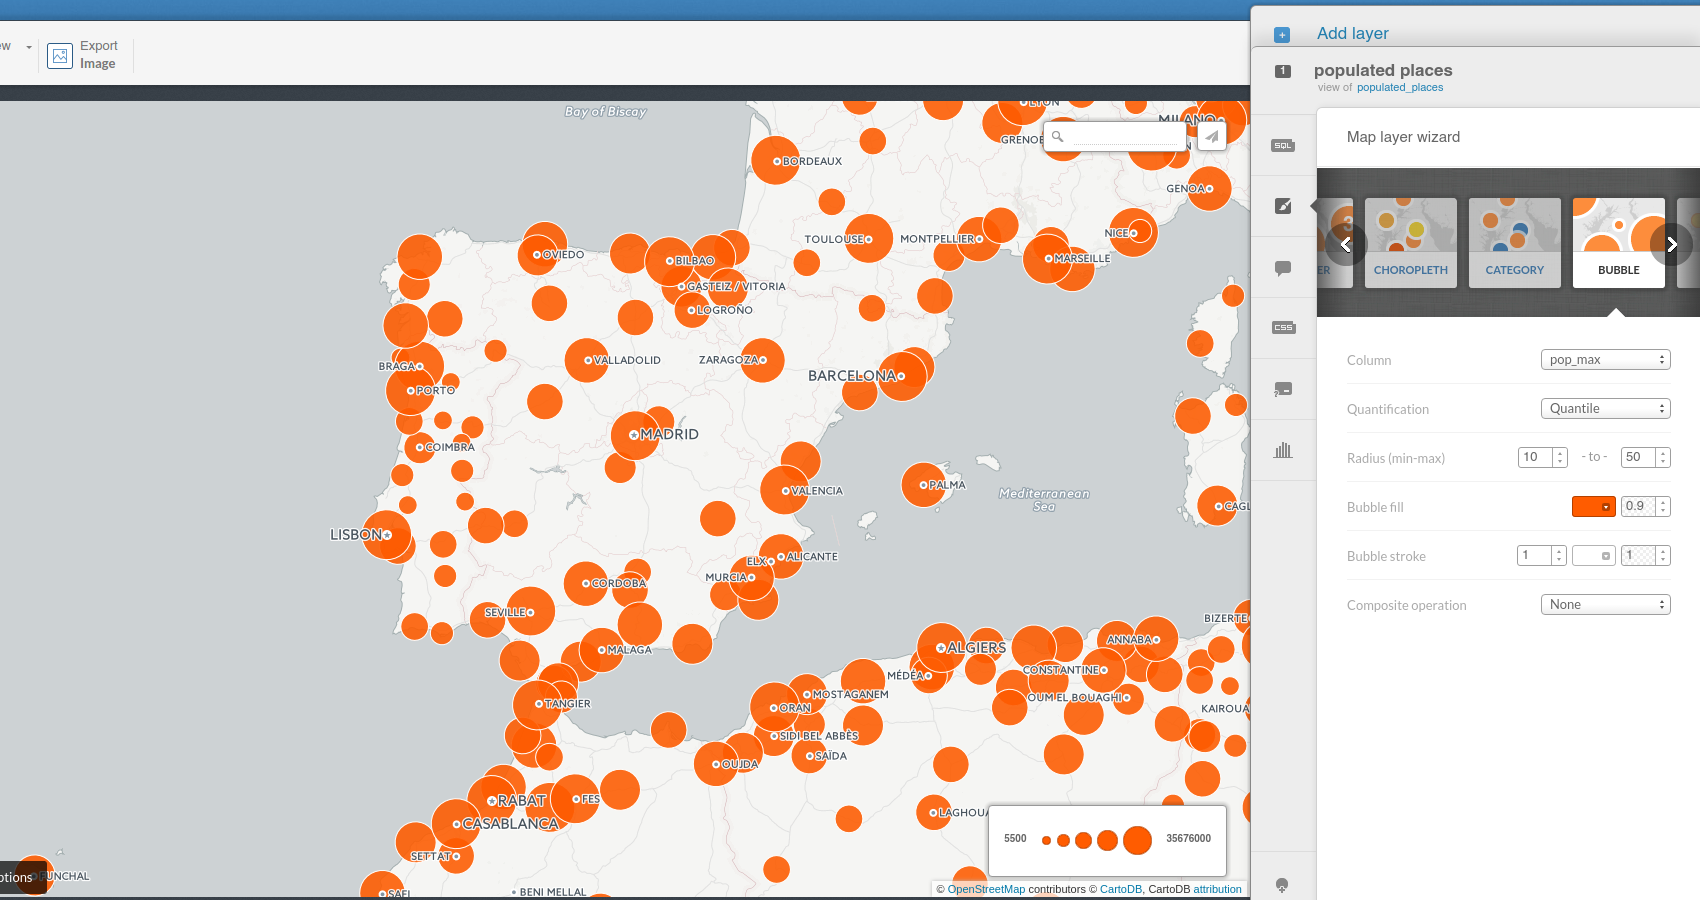 ew
Export
Image
Add layer
1
populated places
view of populated_places
SQL
CSS
Map layer wizard
3
ER
CHOROPLETH
CATEGORY
BUBBLE
Column
pop_max
Quantification
Quantile
Radius (min-max)
10
- to -
50
Bubble fill
0.9
Bubble stroke
1
1
Composite operation
None
Bay of Biscay
LYON
MILANO
GRENOB
N
BORDEAUX
GENOA
TOULOUSE
MONTPELLIER
NICE
OVIEDO
BILBAO
MARSEILLE
GASTEIZ / VITORIA
LOGROÑO
VALLADOLID
ZARAGOZA
BRAGA
BARCELONA
PORTO
MADRID
COIMBRA
VALENCIA
PALMA
Mediterranean
Sea
CAGL
LISBON
ELX
ALICANTE
MURCIA
CORDOBA
SEVILLE
BIZERTE
MALAGA
ALGIERS
ANNABA
MÉDÉA
CONSTANTINE
MOSTAGANEM
OUM EL BOUAGHI
TANGIER
ORAN
KAIROUA
SIDI BEL ABBÈS
SAÏDA
OUJDA
RABAT
FES
CASABLANCA
LAGHOUA
5500
35676000
SETTAT
FUNCHAL
ptions
SAFI
BENI MELLAL
© OpenStreetMap contributors © CartoDB, CartoDB attribution